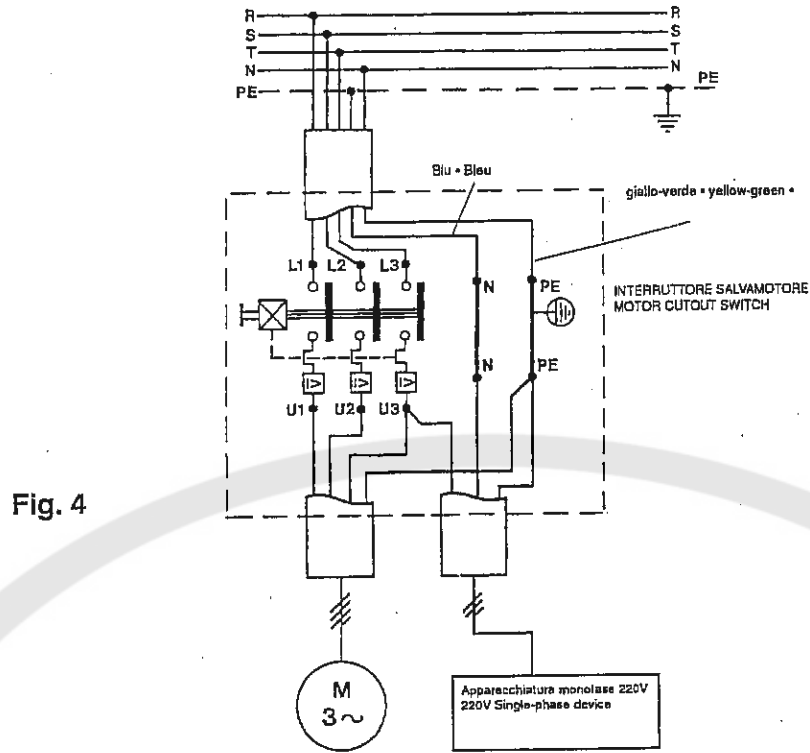 R R
S S
T T
N N
PE PE
Blu • Bleu
giallo-verde • yellow-green •
L1 L2 L3
N PE
INTERRUTTORE SALVAMOTORE
MOTOR CUTOUT SWITCH
N PE
I> I> I>
U1 U2 U3
Fig. 4
M
3~
Apparecchiatura monofase 220V
220V Single-phase device